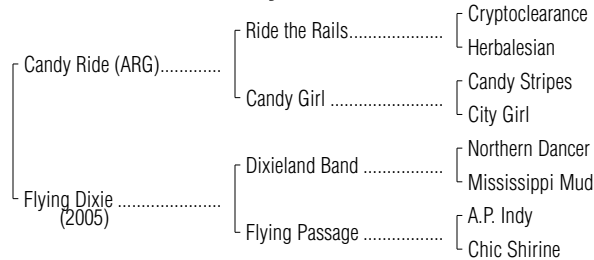 Cryptoclearance
Ride the Rails....................
Herbalesian
Candy Ride (ARG).............
Candy Stripes
Candy Girl ........................
City Girl
Northern Dancer
Dixieland Band .................
Mississippi Mud
Flying Dixie ......................
(2005)
A.P. Indy
Flying Passage .................
Chic Shirine